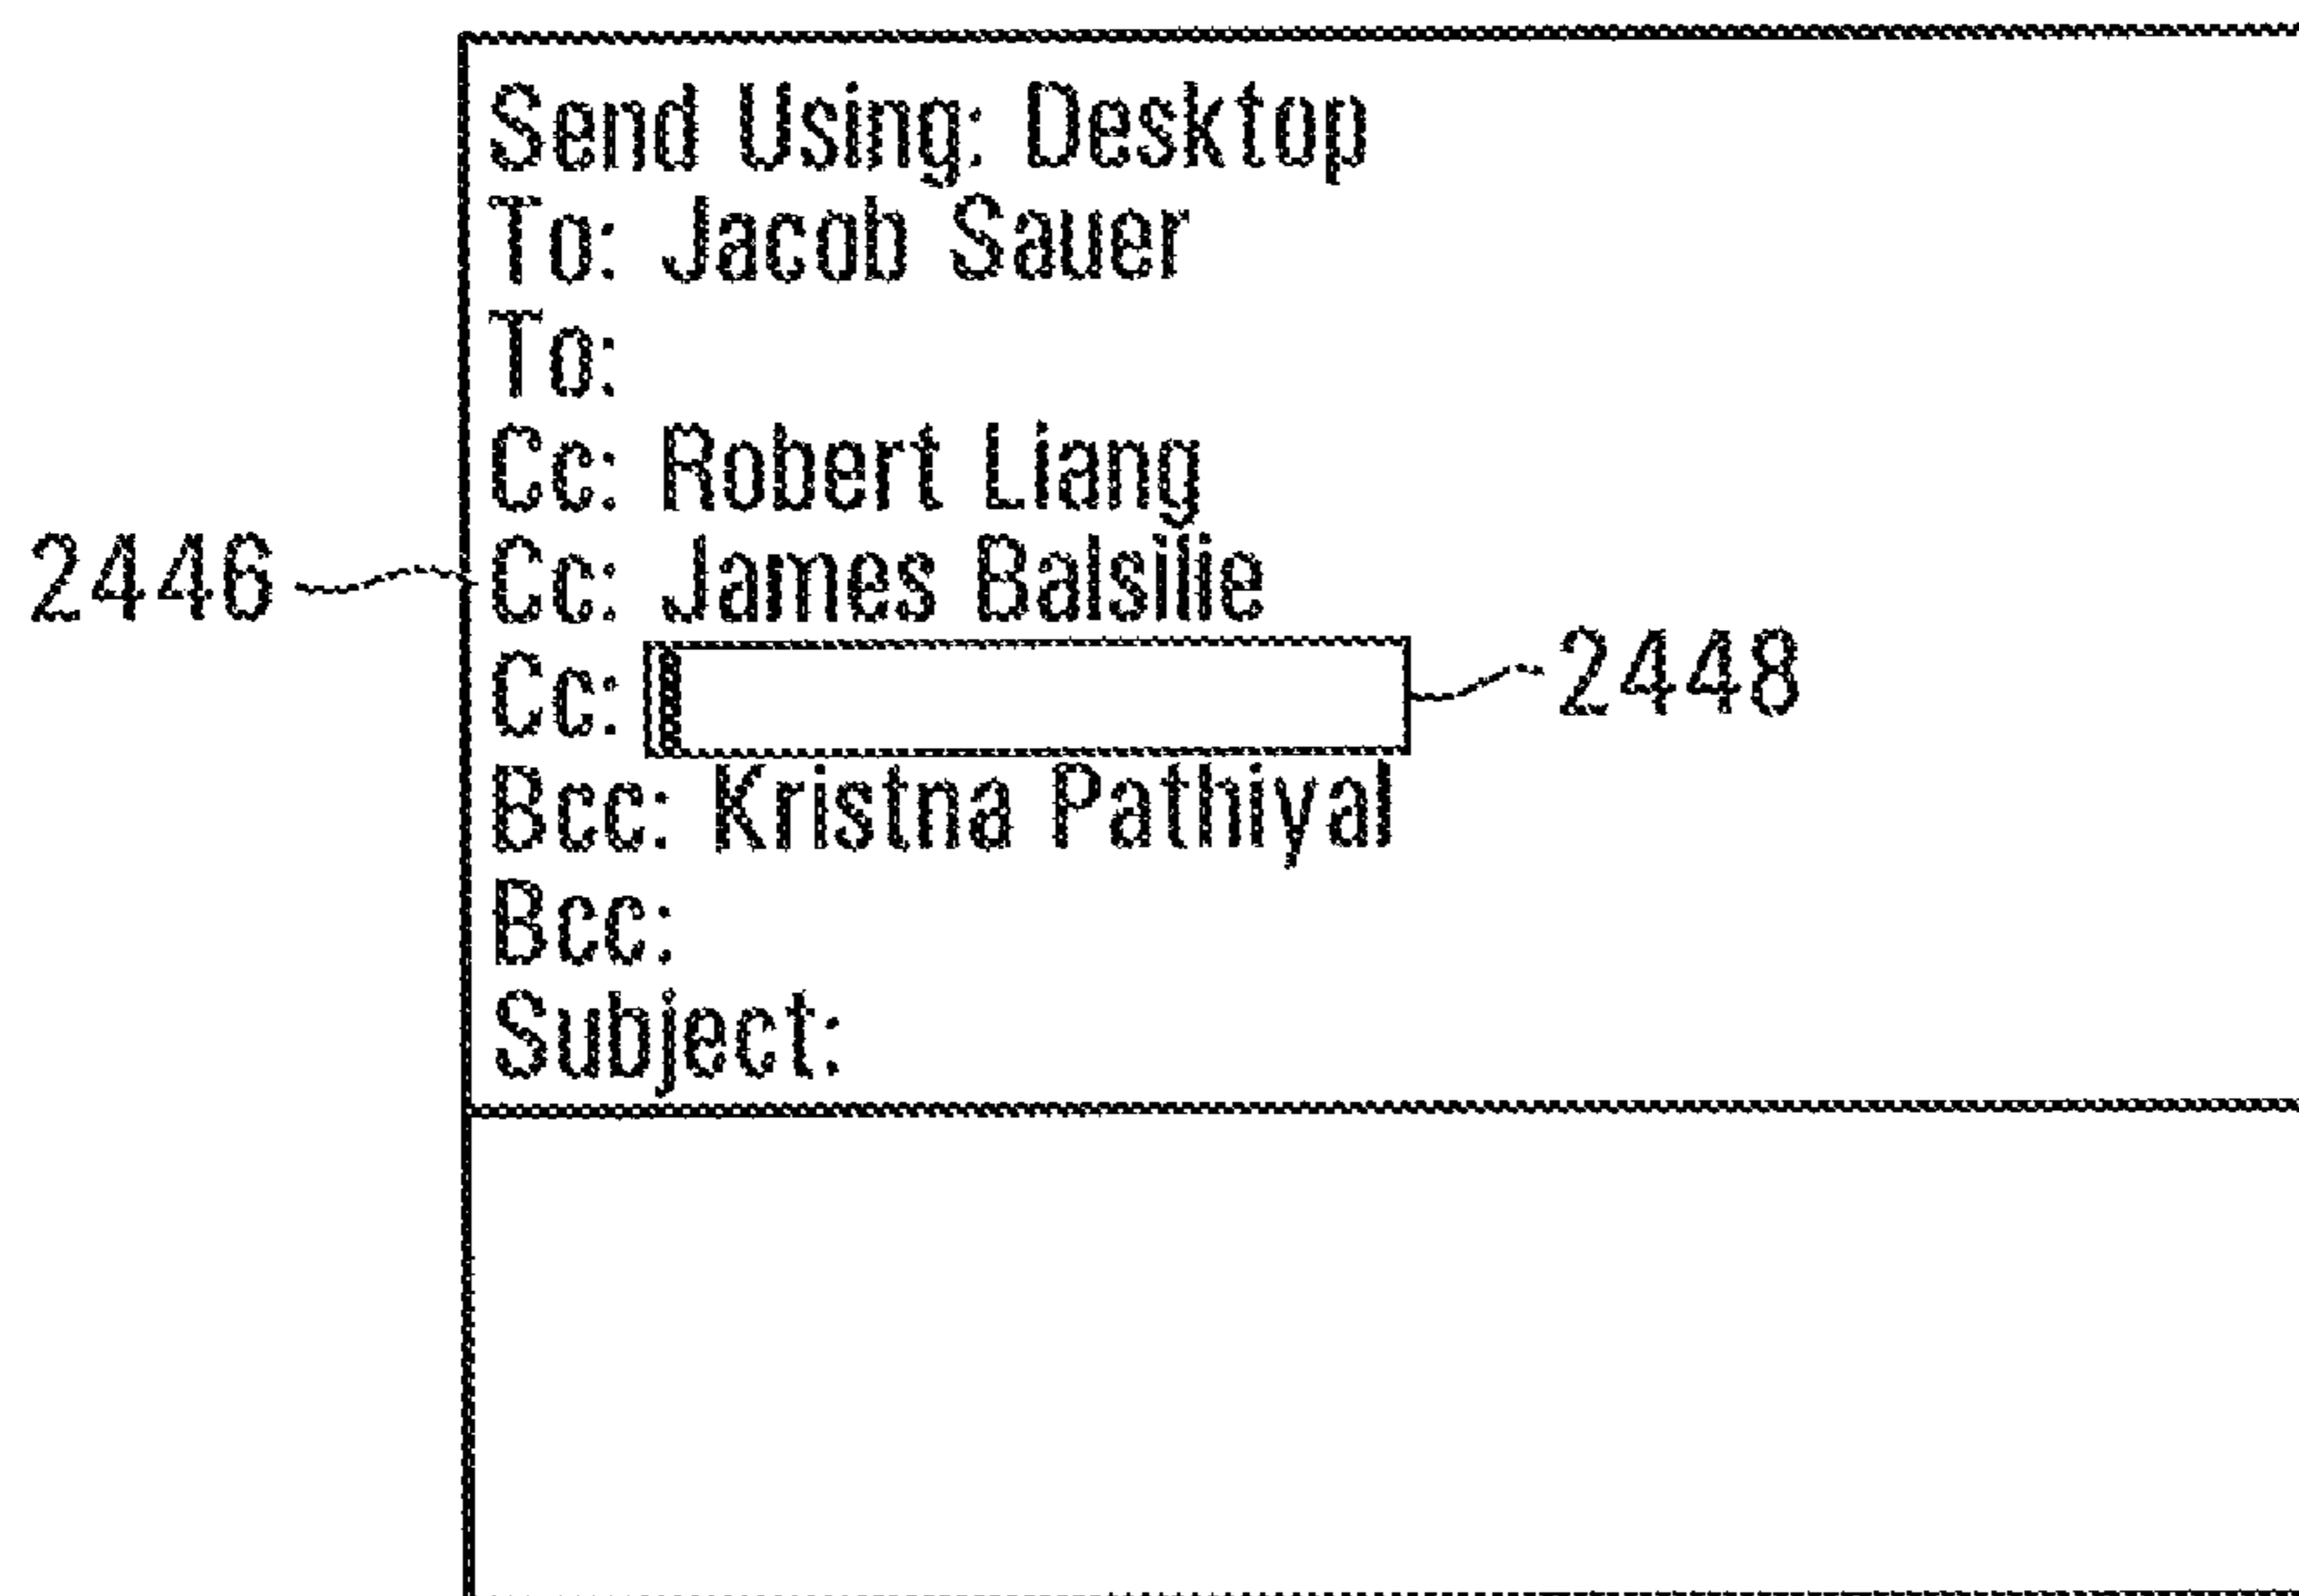 Send Using: Desktop
To: Jacob Sauer
To:
Cc: Robert Liang
2446
Cc: James Balsilie
Cc:
2448
Bcc: Kristna Pathiyal
Bcc:
Subject: